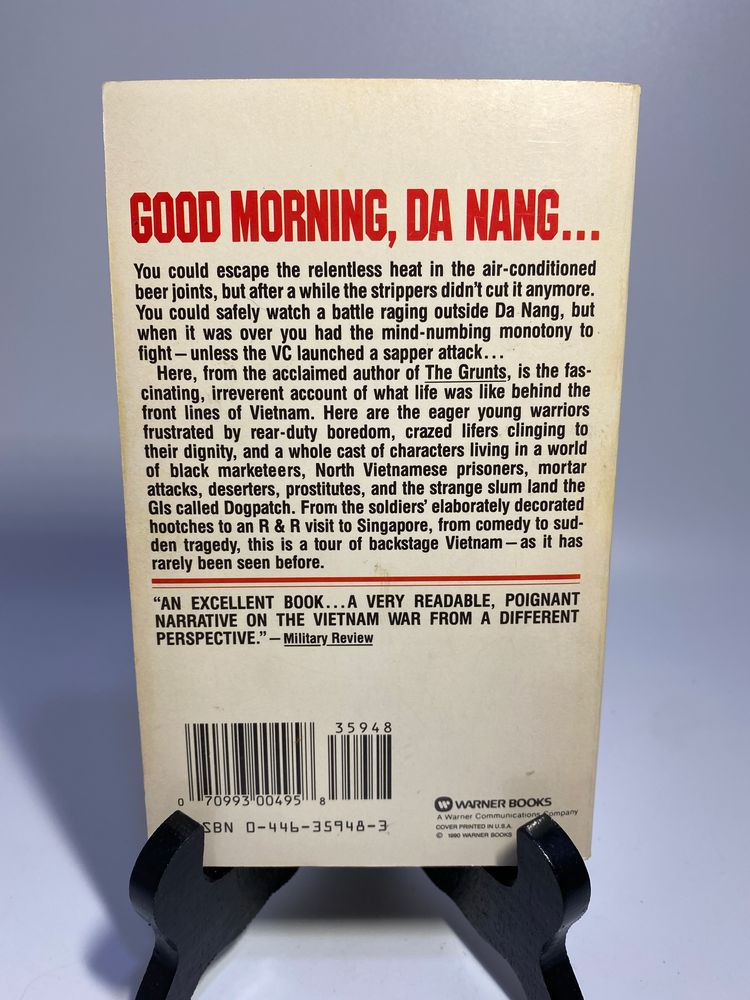 GOOD MORNING, DA NANG...
You could escape the relentless heat in the air-conditioned
beer joints, but after a while the strippers didn't cut it anymore.
You could safely watch a battle raging outside Da Nang, but
when it was over you had the mind-numbing monotony to
fight—unless the VC launched a sapper attack...
Here, from the acclaimed author of The Grunts, is the fas-
cinating, irreverent account of what life was like behind the
front lines of Vietnam. Here are the eager young warriors
frustrated by rear-duty boredom, crazed lifers clinging to
their dignity, and a whole cast of characters living in a world
of black marketeers, North Vietnamese prisoners, mortar
attacks, deserters, prostitutes, and the strange slum land the
GIs called Dogpatch. From the soldiers' elaborately decorated
hootches to an R & R visit to Singapore, from comedy to sud-
den tragedy, this is a tour of backstage Vietnam—as it has
rarely been seen before.
“AN EXCELLENT BOOK...A VERY READABLE, POIGNANT
NARRATIVE ON THE VIETNAM WAR FROM A DIFFERENT
PERSPECTIVE.”—Military Review
35948
0 70993 00495 8
SBN 0-446-35948-3
W WARNER BOOKS
A Warner Communications Company
COVER PRINTED IN U.S.A.
© 1990 WARNER BOOKS